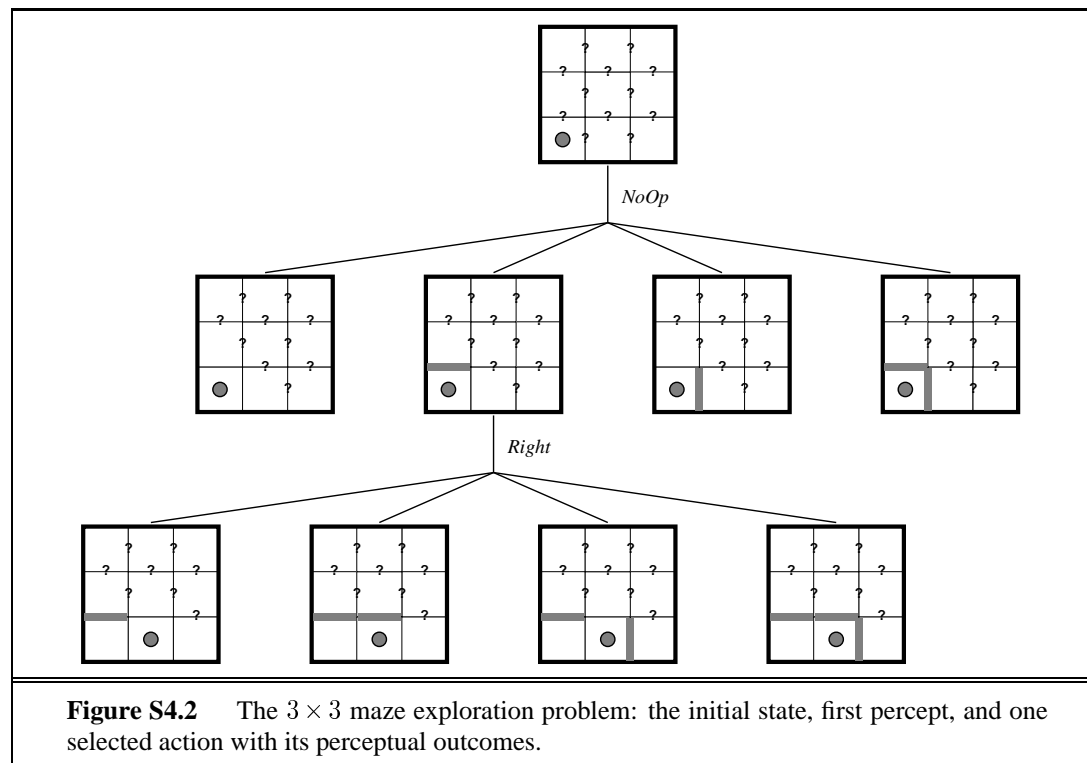 ? ?
? ? ?
? ?
? ? ?
? ?
NoOp
? ? ? ? ? ? ? ?
? ? ? ? ? ? ? ? ? ? ? ?
? ? ? ? ? ? ? ?
? ? ? ? ? ? ? ?
? ? ? ?
Right
? ? ? ? ? ? ? ?
? ? ? ? ? ? ? ? ? ? ? ?
? ? ? ? ? ? ? ?
? ? ? ?
Figure S4.2 The 3 × 3 maze exploration problem: the initial state, first percept, and one
selected action with its perceptual outcomes.